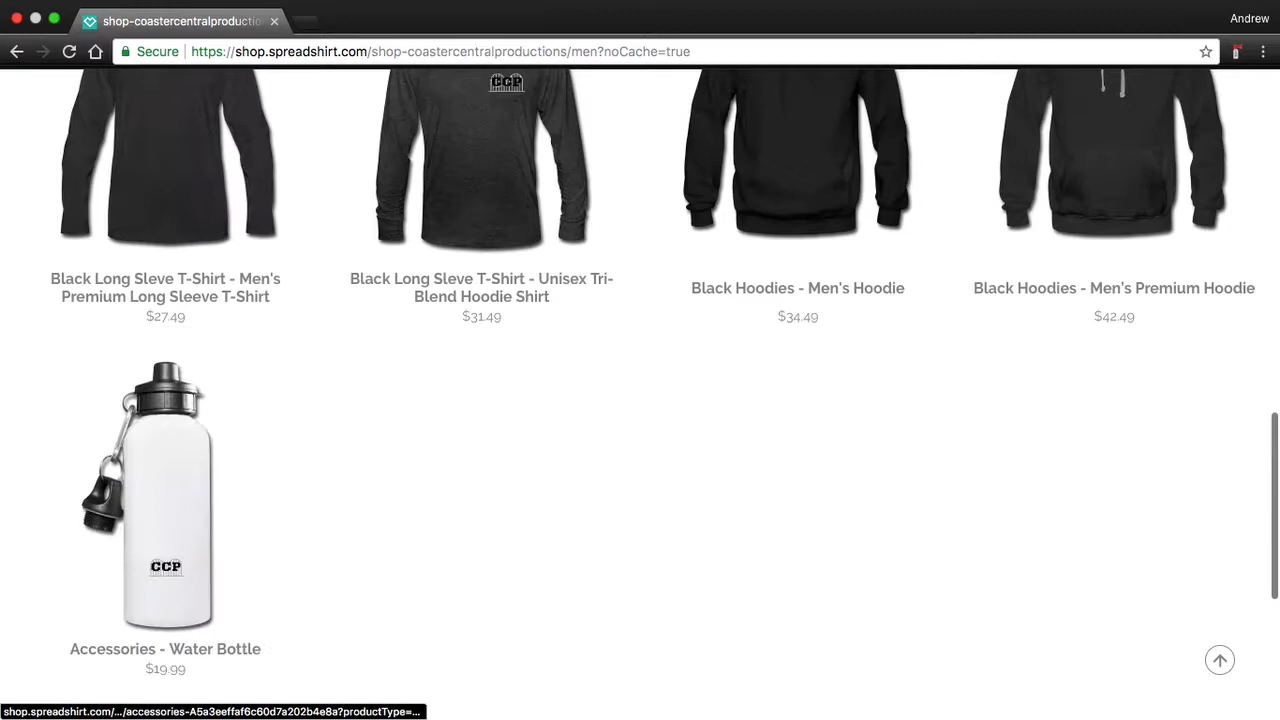 shop-coastercentralproductio
Andrew
Secure | https://shop.spreadshirt.com/shop-coastercentralproductions/men?noCache=true
CCP
Black Long Sleve T-Shirt - Men's
Premium Long Sleeve T-Shirt
$27.49
Black Long Sleve T-Shirt - Unisex Tri-
Blend Hoodie Shirt
$31.49
Black Hoodies - Men's Hoodie
$34.49
Black Hoodies - Men's Premium Hoodie
$42.49
CCP
Accessories - Water Bottle
$19.99
shop.spreadshirt.com/.../accessories-A5a3eeffaf6c60d7a202b4e8a?productType=...